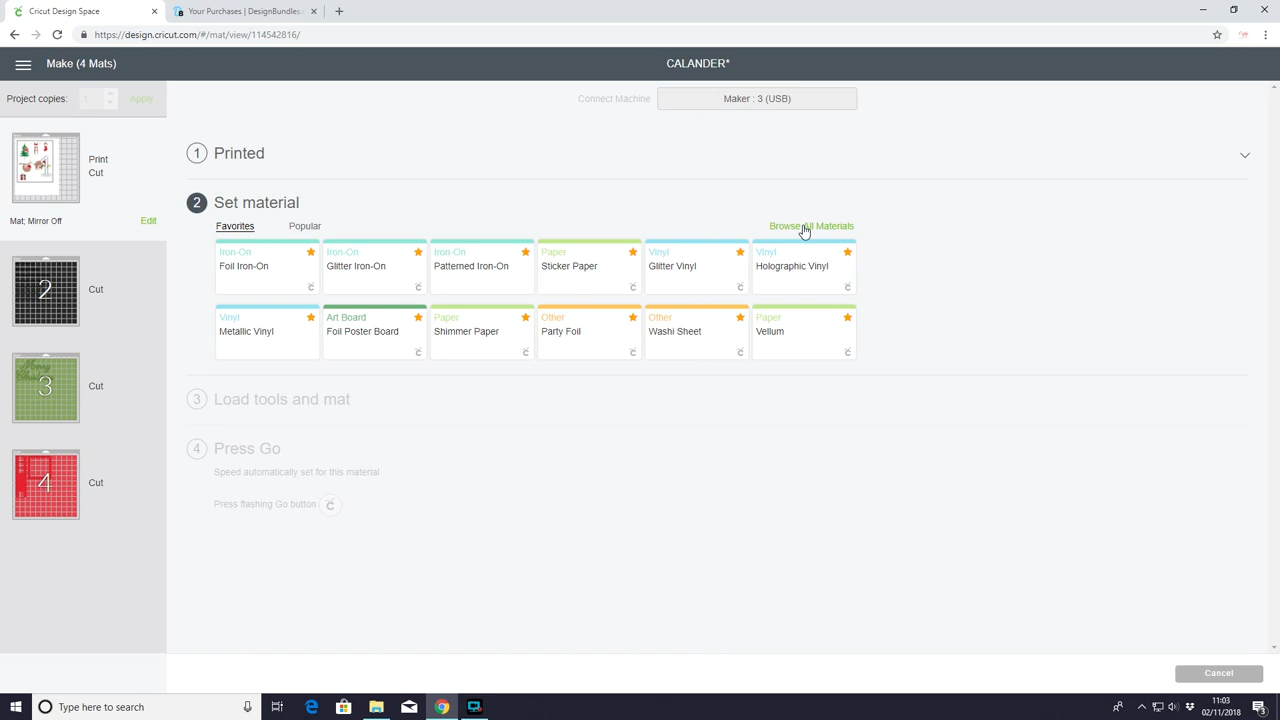 Cricut Design Space
Your Purchases | DesignBundles
https://design.cricut.com/#/mat/view/114542816/
Make (4 Mats)
CALANDER*
Project copies:
1
Apply
Connect Machine
Maker : 3 (USB)
Print
Cut
Mat; Mirror Off
Edit
1 Printed
2 Set material
Favorites
Popular
Browse All Materials
Iron-On
Foil Iron-On
Iron-On
Glitter Iron-On
Iron-On
Patterned Iron-On
Paper
Sticker Paper
Vinyl
Glitter Vinyl
Vinyl
Holographic Vinyl
Vinyl
Metallic Vinyl
Art Board
Foil Poster Board
Paper
Shimmer Paper
Other
Party Foil
Other
Washi Sheet
Paper
Vellum
2
Cut
3
Cut
4
Cut
3 Load tools and mat
4 Press Go
Speed automatically set for this material
Press flashing Go button
Cancel
Type here to search
11:03
02/11/2018
3